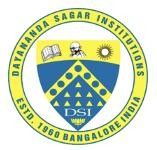 DAYANANDA SAGAR INSTITUTIONS
DSI
ESTD. 1960 BANGALORE INDIA